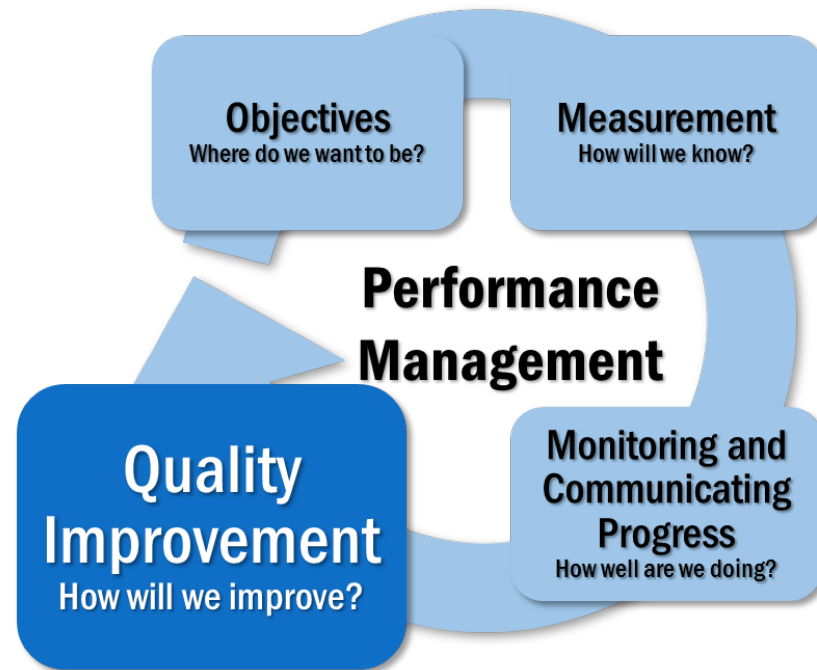 Objectives
Where do we want to be?
Measurement
How will we know?
Performance
Management
Quality
Improvement
How will we improve?
Monitoring and
Communicating
Progress
How well are we doing?